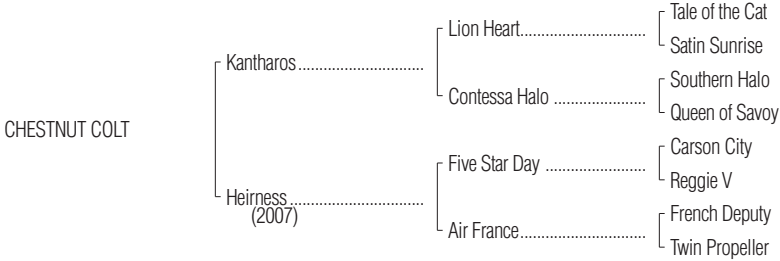 Tale of the Cat
Lion Heart..............................
Satin Sunrise
Kantharos..............................
Southern Halo
Contessa Halo ......................
Queen of Savoy
CHESTNUT COLT
Carson City
Five Star Day ........................
Reggie V
Heirness................................
(2007)
French Deputy
Air France..............................
Twin Propeller